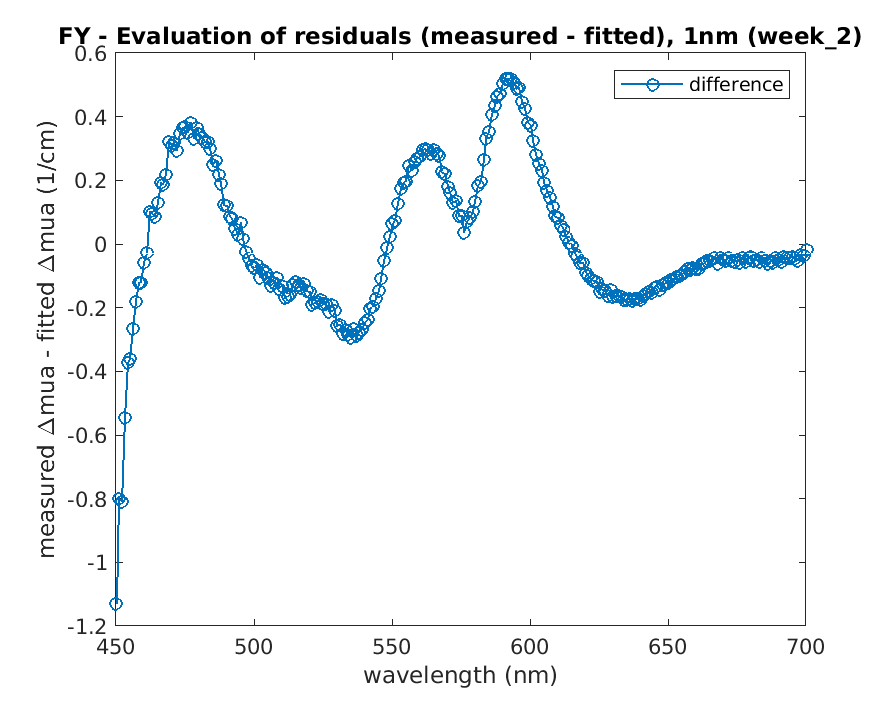 FY - Evaluation of residuals (measured - fitted), 1nm (week_2)
difference
measured Δmua - fitted Δmua (1/cm)
0.6
0.4
0.2
0
-0.2
-0.4
-0.6
-0.8
-1
-1.2
450 500 550 600 650 700
wavelength (nm)